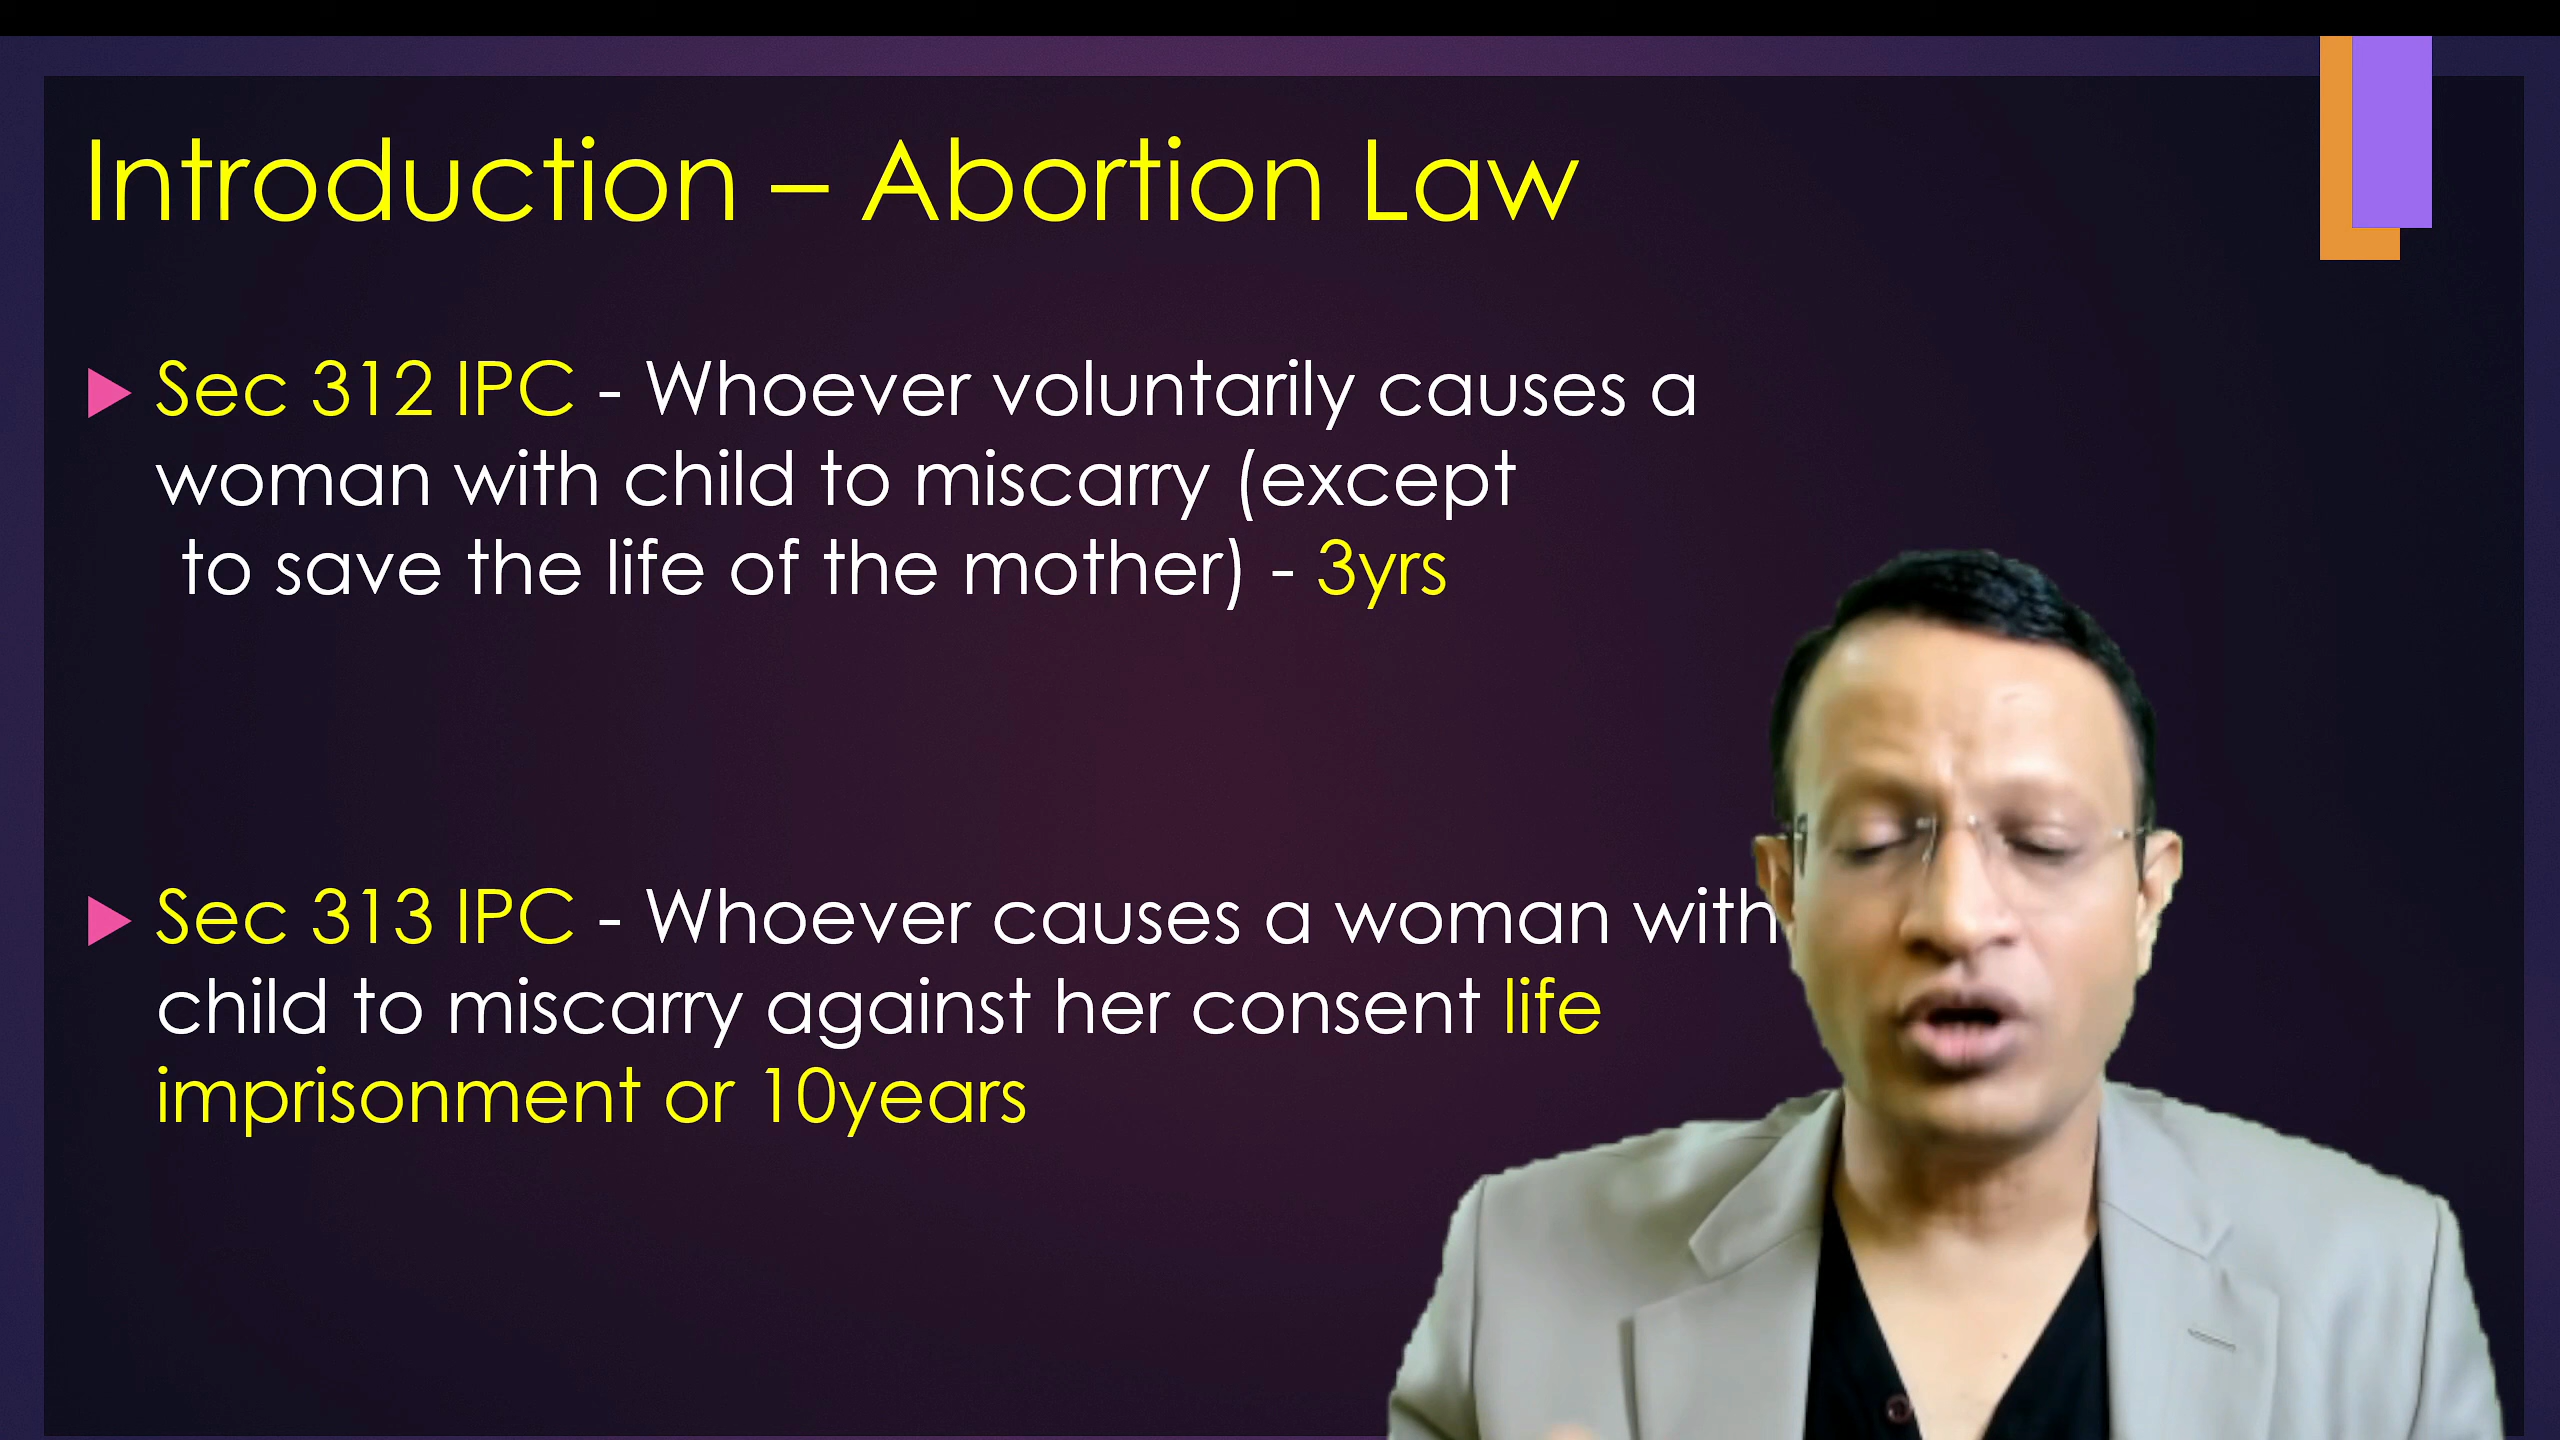 Introduction – Abortion Law
Sec 312 IPC - Whoever voluntarily causes a
woman with child to miscarry (except
to save the life of the mother) - 3yrs
Sec 313 IPC - Whoever causes a woman with
child to miscarry against her consent life
imprisonment or 10years